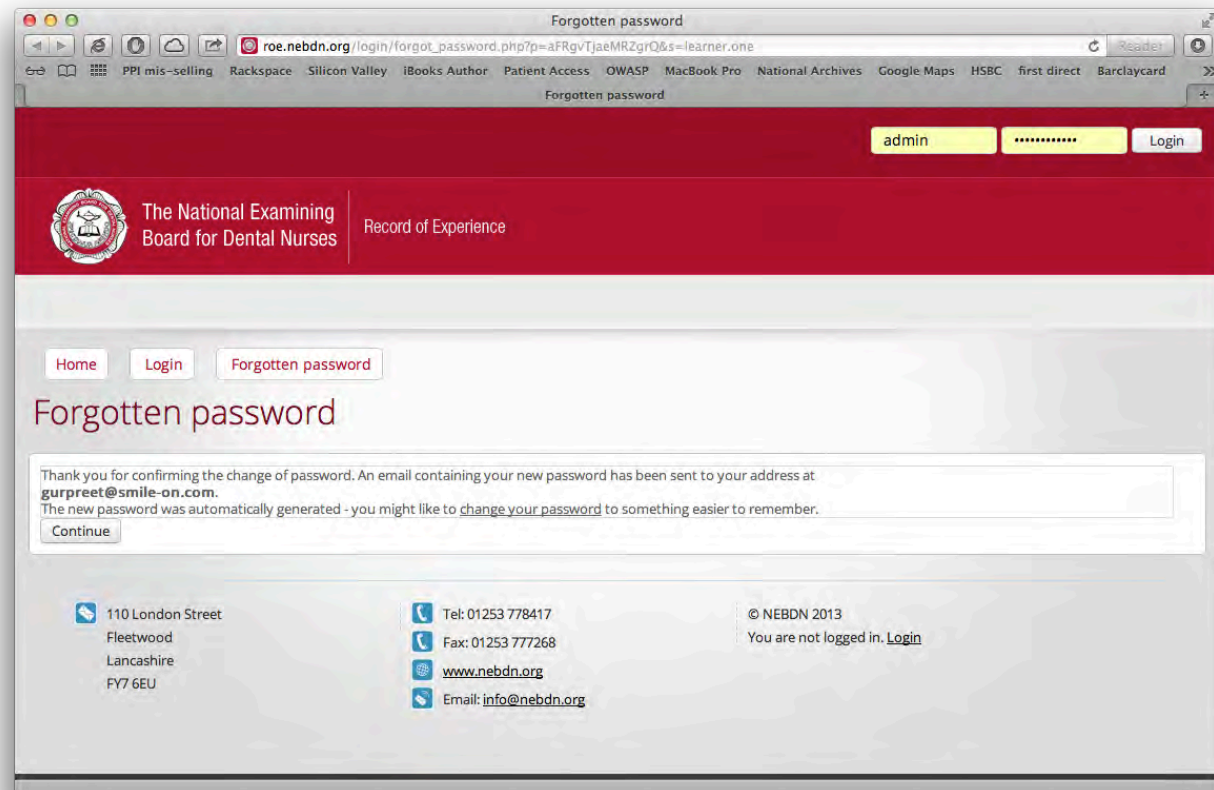 Forgotten password
roe.nebdn.org/login/forgot_password.php?p=aFRgvTjaeMRZgrQ&s=learner.one
Reader
PPI mis-selling Rackspace Silicon Valley iBooks Author Patient Access OWASP MacBook Pro National Archives Google Maps HSBC first direct Barclaycard
Forgotten password
admin
Login
The National Examining
Board for Dental Nurses
Record of Experience
Home
Login
Forgotten password
Forgotten password
Thank you for confirming the change of password. An email containing your new password has been sent to your address at
gurpreet@smile-on.com.
The new password was automatically generated - you might like to change your password to something easier to remember.
Continue
110 London Street
Fleetwood
Lancashire
FY7 6EU
Tel: 01253 778417
Fax: 01253 777268
www.nebdn.org
Email: info@nebdn.org
© NEBDN 2013
You are not logged in. Login